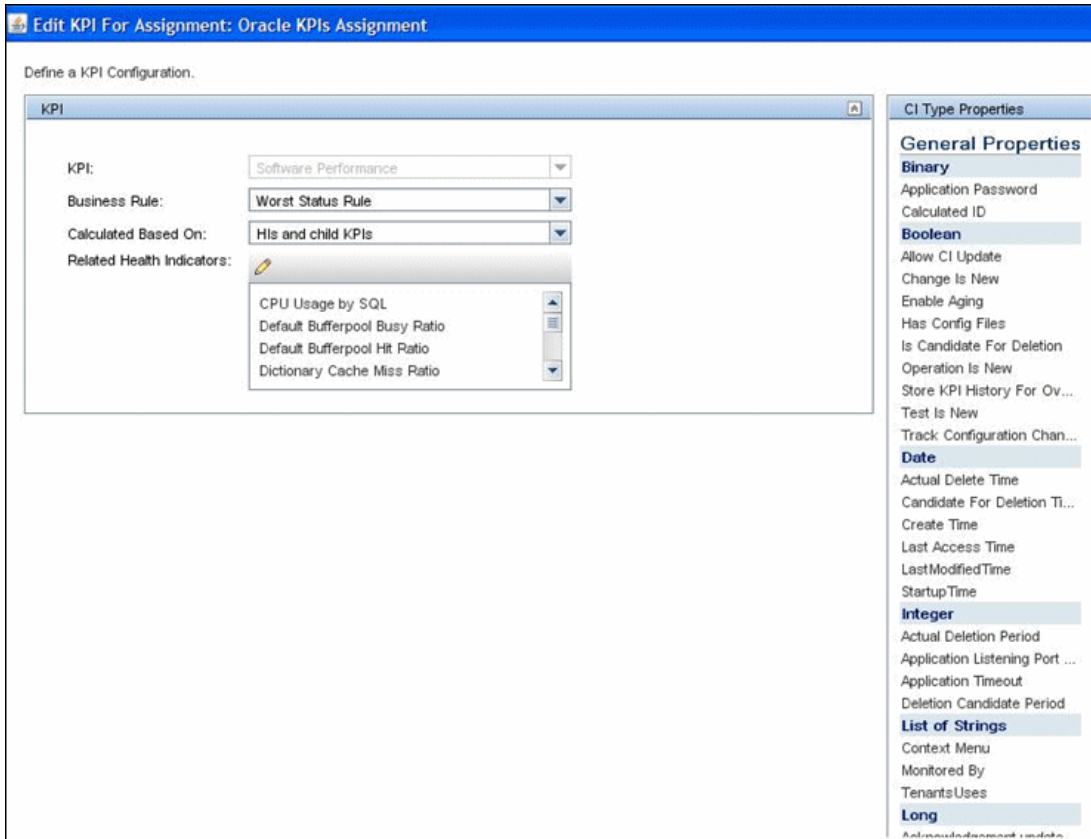 Edit KPI For Assignment: Oracle KPIs Assignment
Define a KPI Configuration.
KPI
KPI: Software Performance
Business Rule: Worst Status Rule
Calculated Based On: HIs and child KPIs
Related Health Indicators:
CPU Usage by SQL
Default Bufferpool Busy Ratio
Default Bufferpool Hit Ratio
Dictionary Cache Miss Ratio
CI Type Properties
General Properties
Binary
Application Password
Calculated ID
Boolean
Allow CI Update
Change Is New
Enable Aging
Has Config Files
Is Candidate For Deletion
Operation Is New
Store KPI History For Ov...
Test Is New
Track Configuration Chan...
Date
Actual Delete Time
Candidate For Deletion Ti...
Create Time
Last Access Time
LastModifiedTime
StartupTime
Integer
Actual Deletion Period
Application Listening Port ...
Application Timeout
Deletion Candidate Period
List of Strings
Context Menu
Monitored By
TenantsUses
Long